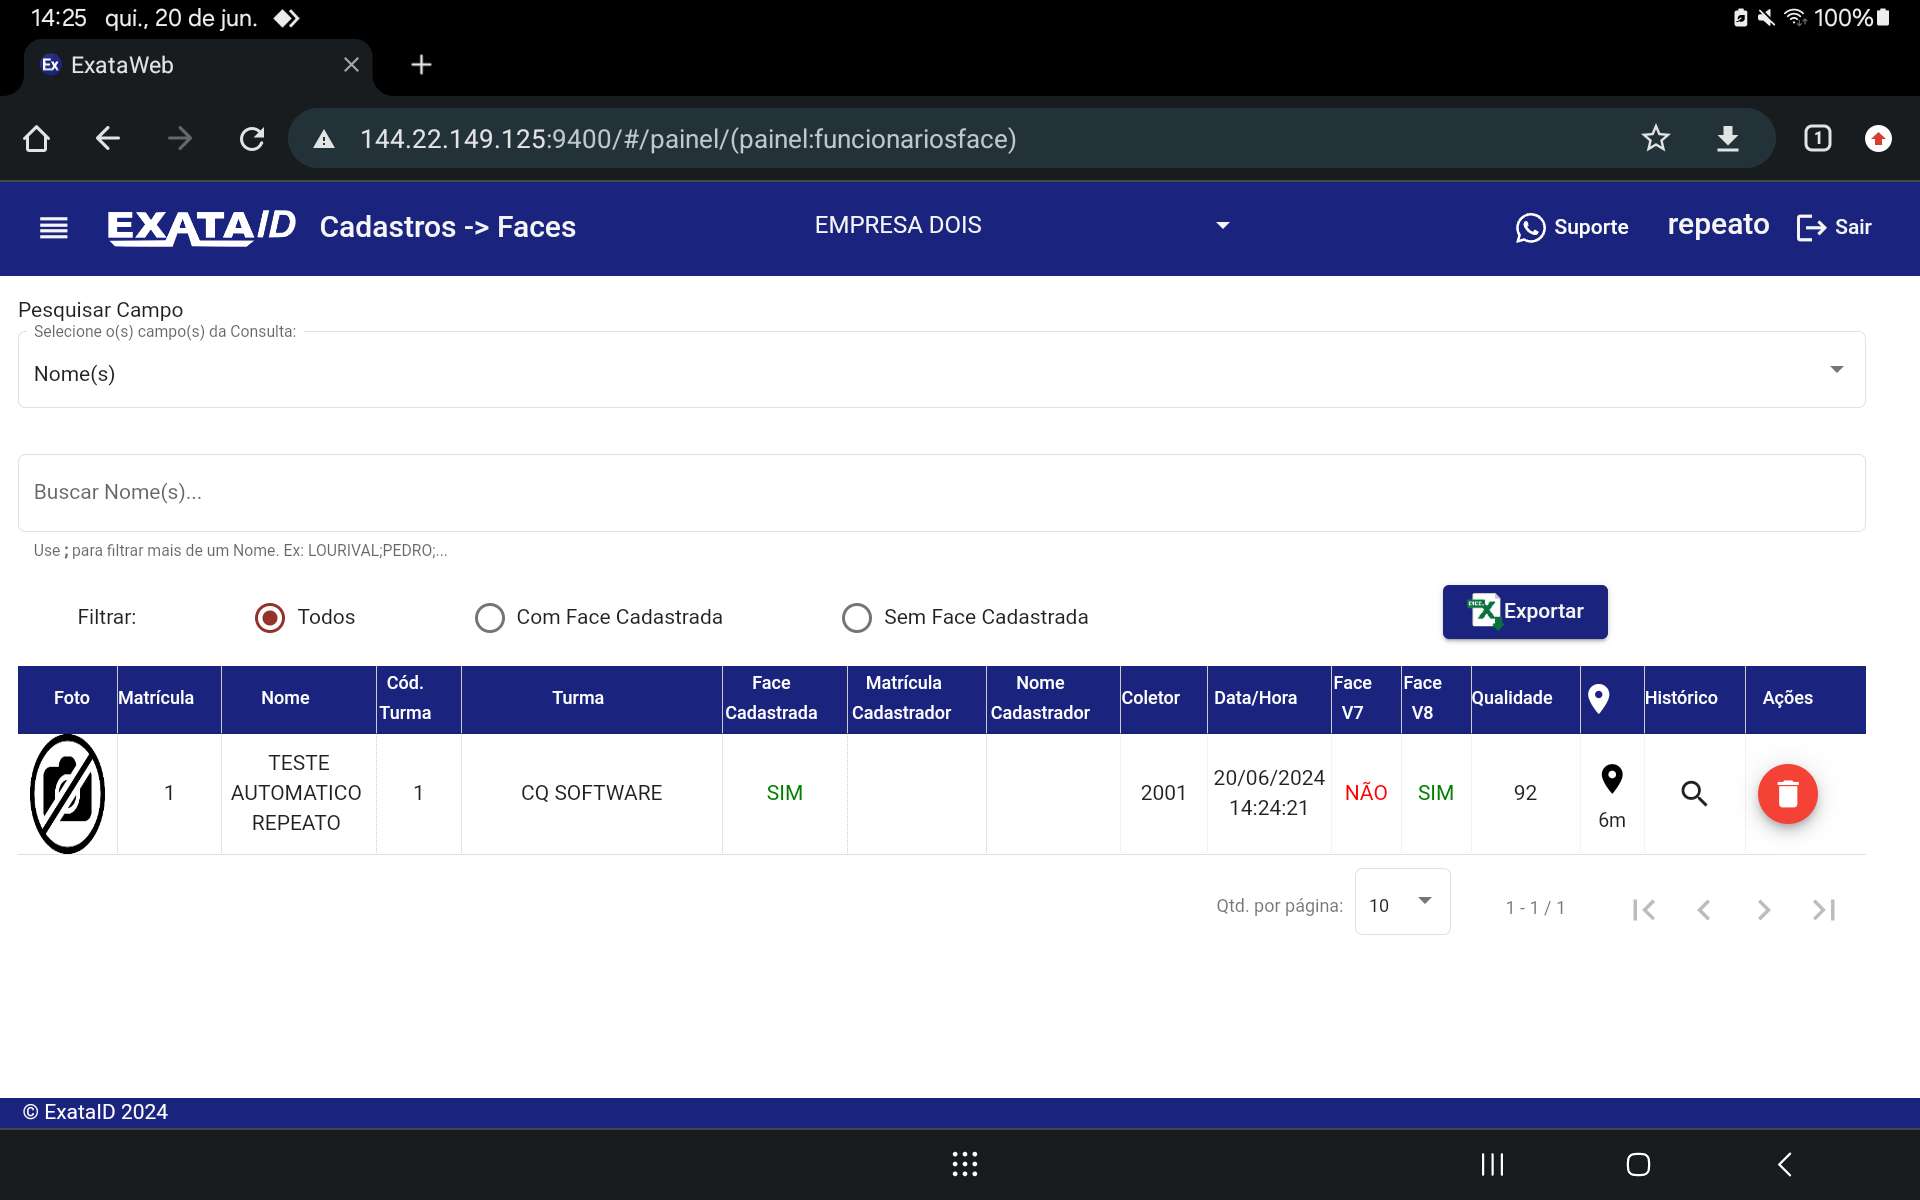 14:25 qui., 20 de jun. 100%
Ex ExataWeb
144.22.149.125:9400/#/painel/(painel:funcionariosface) 1
EXATA/D Cadastros -> Faces EMPRESA DOIS Suporte repeato Sair
Pesquisar Campo
Selecione o(s) campo(s) da Consulta:
Nome(s)
Buscar Nome(s)...
Use ; para filtrar mais de um Nome. Ex: LOURIVAL;PEDRO;...
Filtrar: Todos Com Face Cadastrada Sem Face Cadastrada Exportar
Foto Matrícula Nome Cód. Turma Turma Face Cadastrada Matrícula Cadastrador Nome Cadastrador Coletor Data/Hora Face V7 Face V8 Qualidade Histórico Ações
1 TESTE AUTOMATICO REPEATO 1 CQ SOFTWARE SIM 2001 20/06/2024 14:24:21 NÃO SIM 92 6m
Qtd. por página: 10 1 - 1 / 1
© ExataID 2024